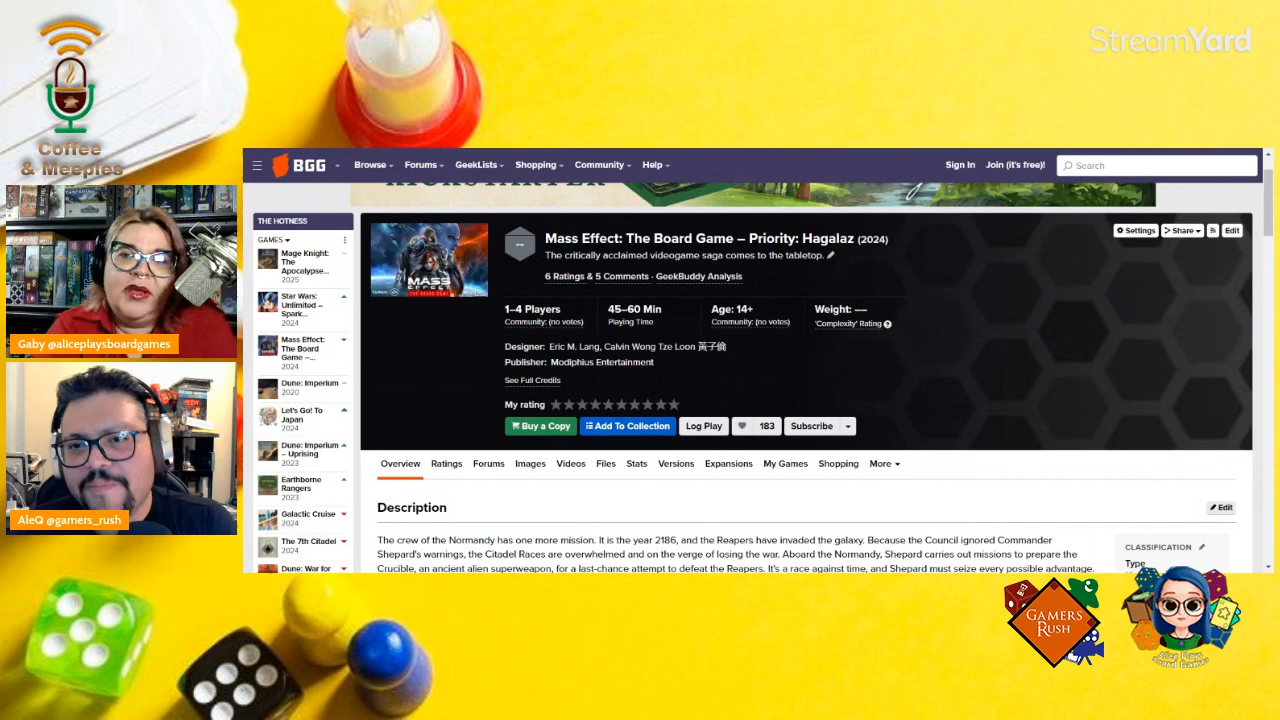 StreamYard
Coffee
& Meeples
Gaby @aliceplaysboardgames
AleQ @gamers_rush
BGG
Browse
Forums
GeekLists
Shopping
Community
Help
Sign In
Join (it's free!)
Search
KICKSTARTER
THE HOTNESS
GAMES
Mage Knight:
The
Apocalypse...
2025
Star Wars:
Unlimited –
Spark...
2024
Mass Effect:
The Board
Game –...
2024
Dune: Imperium
2020
Let's Go! To
Japan
2024
Dune: Imperium
– Uprising
2023
Earthborne
Rangers
2023
Galactic Cruise
2024
The 7th Citadel
2024
Dune: War for
MASS
EFFECT
--
Mass Effect: The Board Game – Priority: Hagalaz (2024)
The critically acclaimed videogame saga comes to the tabletop.
6 Ratings & 5 Comments · GeekBuddy Analysis
Settings
Share
Edit
1–4 Players
Community: (no votes)
45–60 Min
Playing Time
Age: 14+
Community: (no votes)
Weight: —
'Complexity' Rating
Designer: Eric M. Lang, Calvin Wong Tze Loon 英子倫
Publisher: Modiphius Entertainment
See Full Credits
My rating
Buy a Copy
Add To Collection
Log Play
183
Subscribe
Overview
Ratings
Forums
Images
Videos
Files
Stats
Versions
Expansions
My Games
Shopping
More
Description
Edit
The crew of the Normandy has one more mission. It is the year 2186, and the Reapers have invaded the galaxy. Because the Council ignored Commander
Shepard's warnings, the Citadel Races are overwhelmed and on the verge of losing the war. Aboard the Normandy, Shepard carries out missions to prepare the
Crucible, an ancient alien superweapon, for a last-chance attempt to defeat the Reapers. It's a race against time, and Shepard must seize every possible advantage.
CLASSIFICATION
Type
GAMERS
RUSH
Alice Plays
Board Games